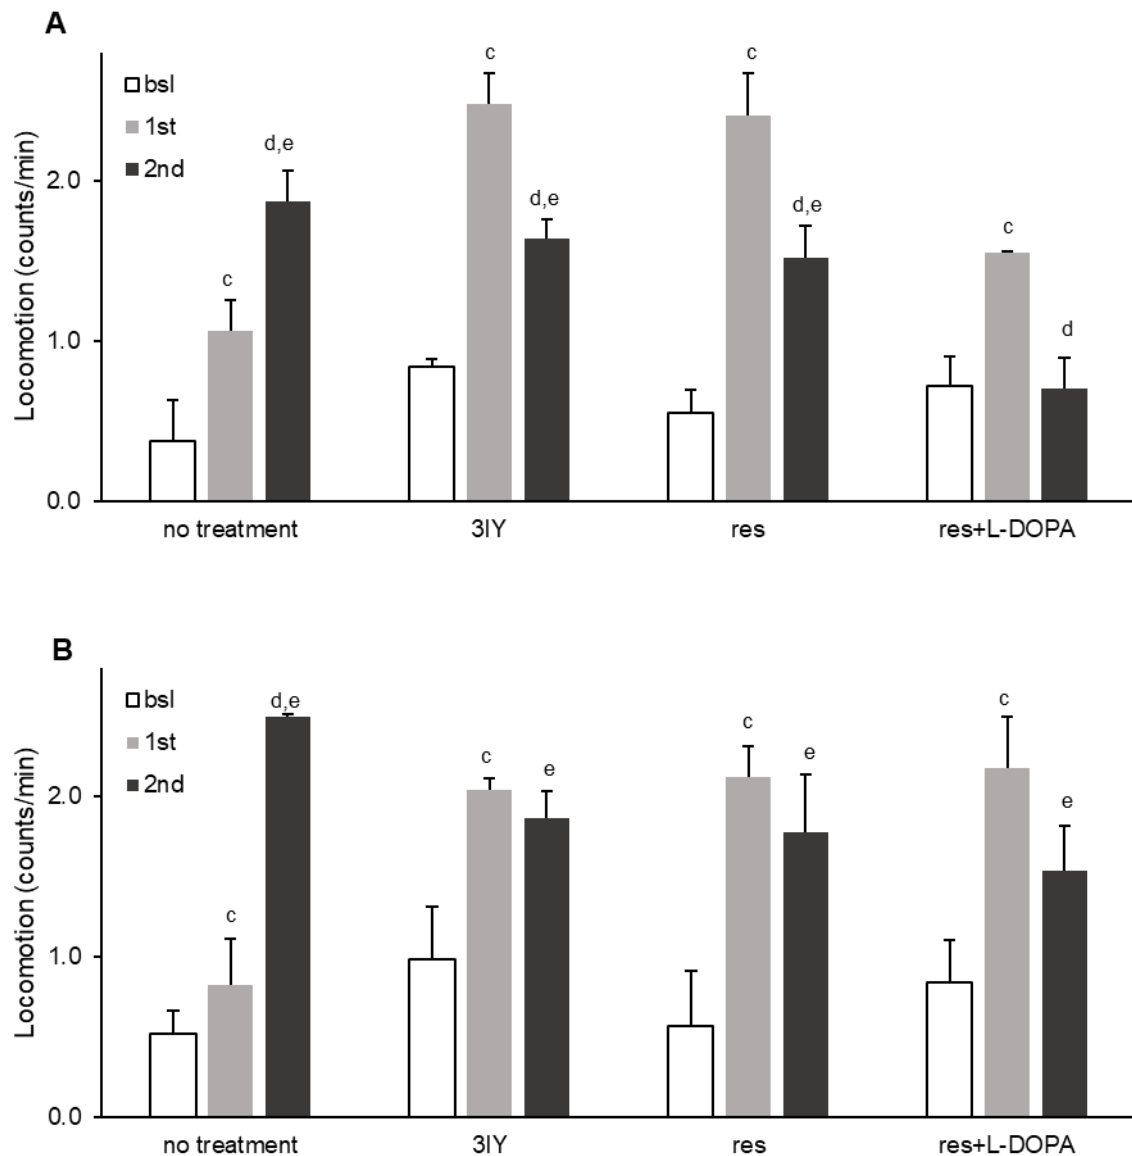 A
bsl
1st
2nd
Locomotion (counts/min)
2.0
1.0
0.0
c
d,e
c
d,e
c
d,e
c
d
no treatment
3IY
res
res+L-DOPA
B
bsl
1st
2nd
Locomotion (counts/min)
2.0
1.0
0.0
c
d,e
c
e
c
e
c
e
no treatment
3IY
res
res+L-DOPA